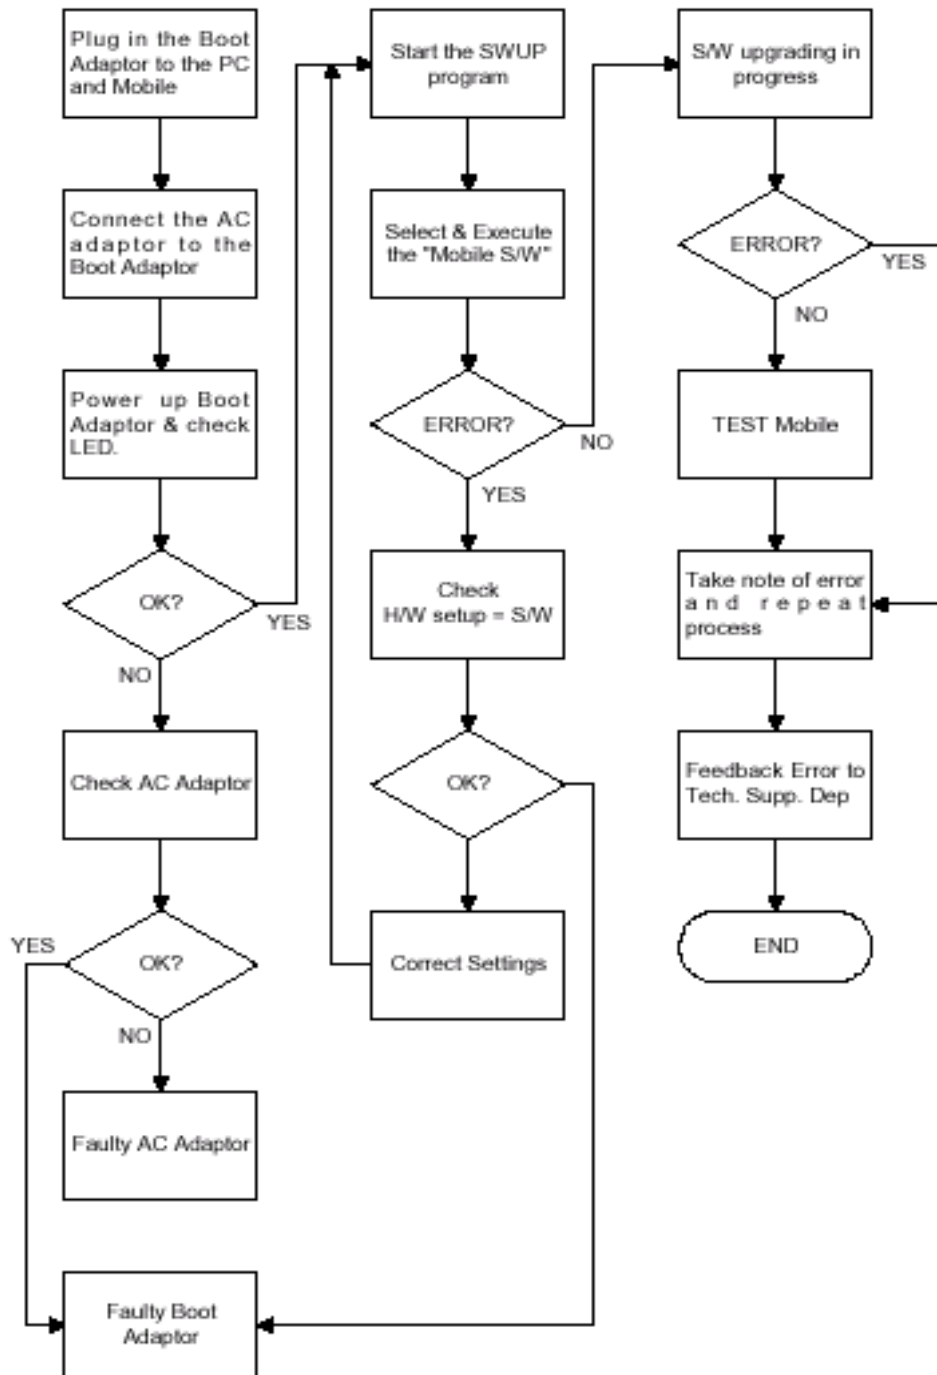 Plug in the Boot
Adaptor to the PC
and Mobile
Connect the AC
adaptor to the
Boot Adaptor
Power up Boot
Adaptor & check
LED.
OK?
YES
NO
Check AC Adaptor
YES
OK?
NO
Faulty AC Adaptor
Faulty Boot
Adaptor
Start the SWUP
program
Select & Execute
the "Mobile S/W"
ERROR?
NO
YES
Check
H/W setup = S/W
OK?
Correct Settings
S/W upgrading in
progress
ERROR?
YES
NO
TEST Mobile
Take note of error
and repeat
process
Feedback Error to
Tech. Supp. Dep
END